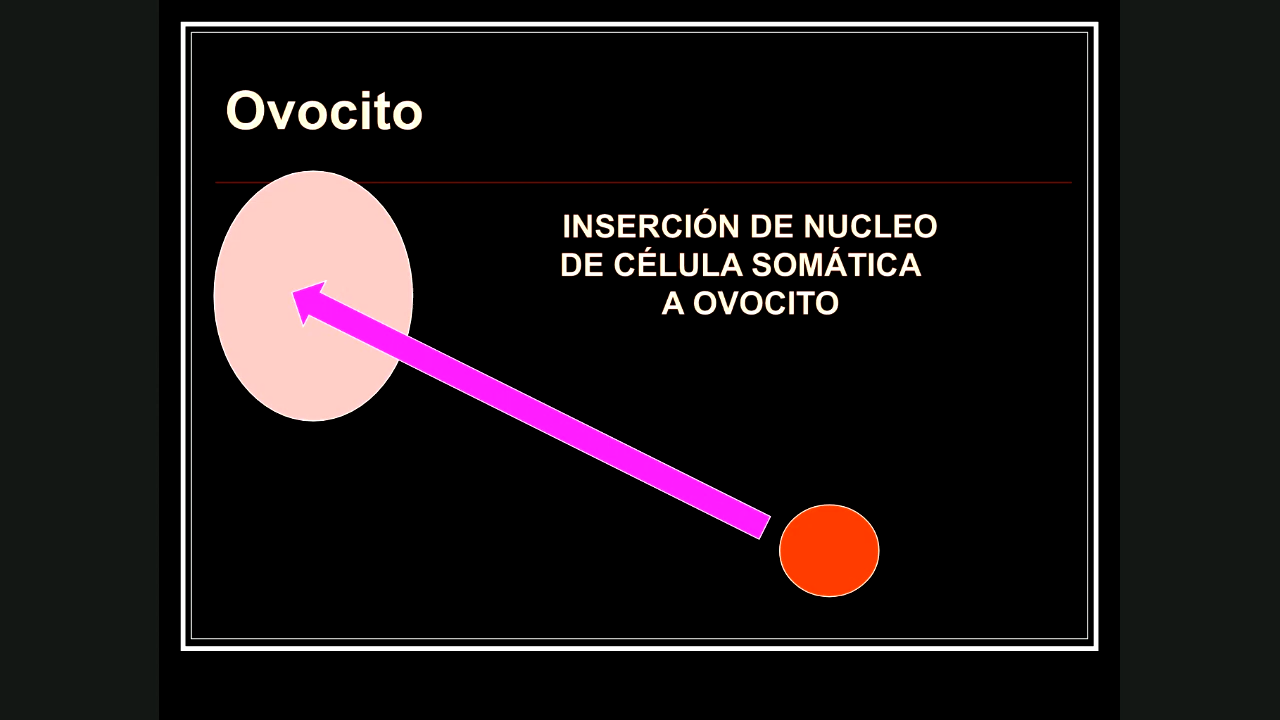 Ovocito
INSERCIÓN DE NUCLEO
DE CÉLULA SOMÁTICA
A OVOCITO